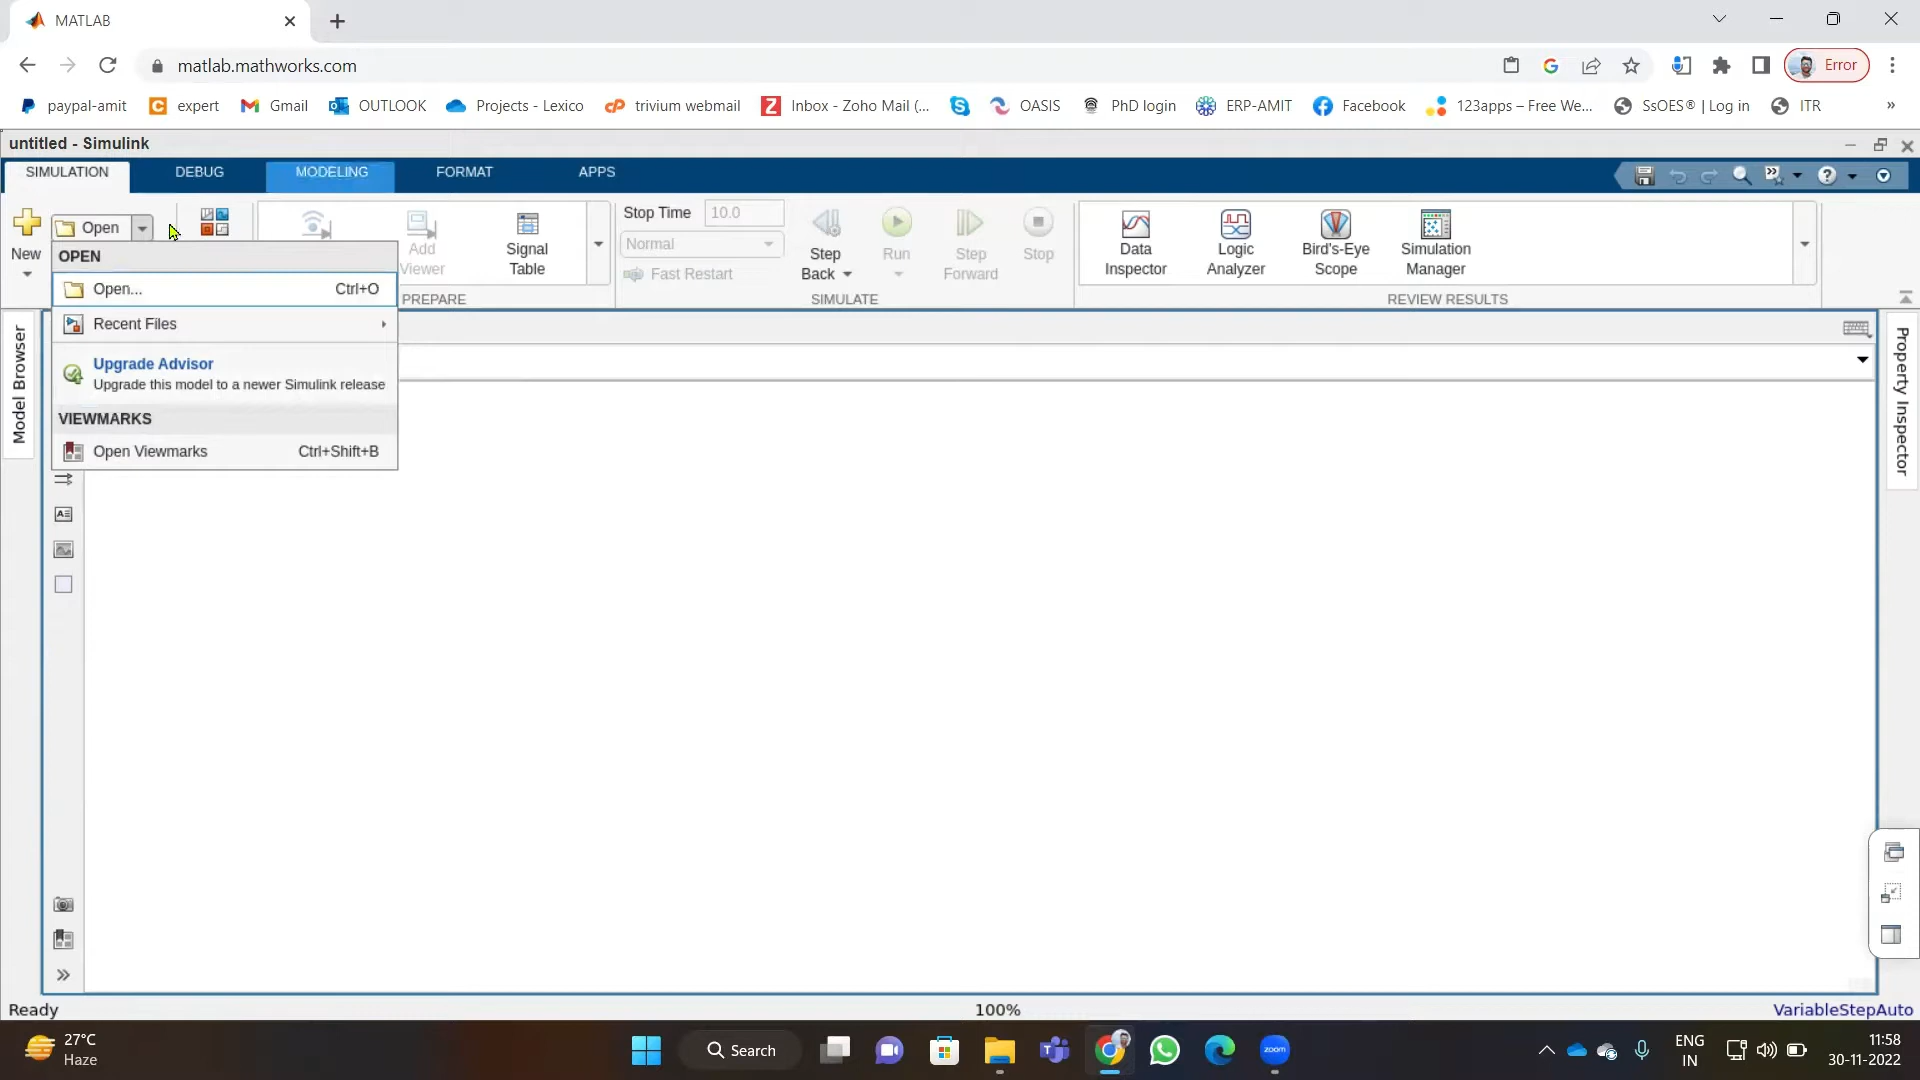 MATLAB
matlab.mathworks.com
Error
paypal-amit
expert
Gmail
OUTLOOK
Projects - Lexico
trivium webmail
Inbox - Zoho Mail (...
OASIS
PhD login
ERP-AMIT
Facebook
123apps – Free We...
SsOES® | Log in
ITR
»
untitled - Simulink
SIMULATION
DEBUG
MODELING
FORMAT
APPS
New
Open
Add
Viewer
Signal
Table
PREPARE
Stop Time
10.0
Normal
Fast Restart
Step
Back
Run
Step
Forward
Stop
SIMULATE
Data
Inspector
Logic
Analyzer
Bird's-Eye
Scope
Simulation
Manager
REVIEW RESULTS
OPEN
Open... Ctrl+O
Recent Files
Upgrade Advisor
Upgrade this model to a newer Simulink release
VIEWMARKS
Open Viewmarks Ctrl+Shift+B
Model Browser
Property Inspector
Ready
100%
VariableStepAuto
27°C
Haze
Search
zoom
ENG
IN
11:58
30-11-2022